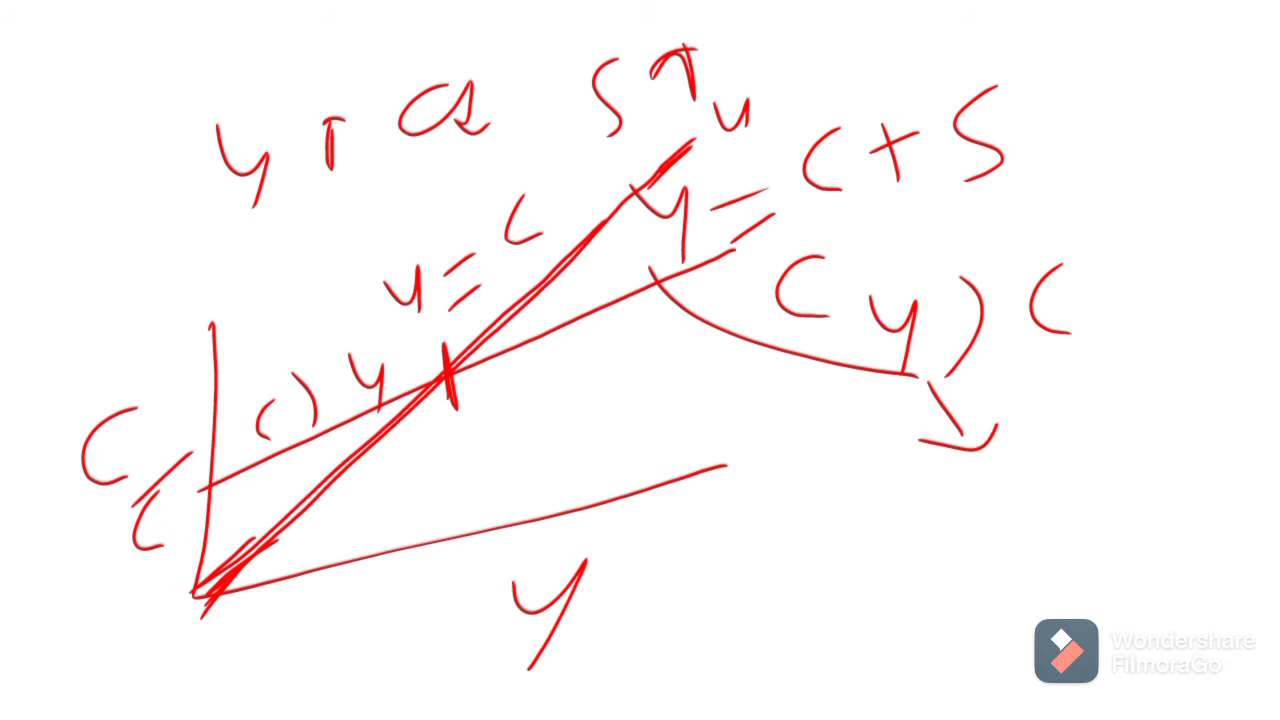 y ↑ a S ↑ y
y = C + S
y = C
(y) C
C
( ) y
C
y
Wondershare
FilmoraGo